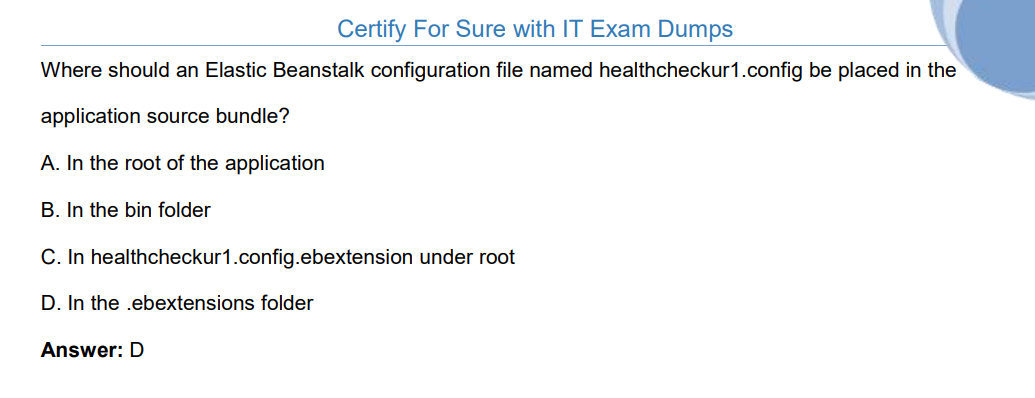 Certify For Sure with IT Exam Dumps
Where should an Elastic Beanstalk configuration file named healthcheckur1.config be placed in the
application source bundle?
A. In the root of the application
B. In the bin folder
C. In healthcheckur1.config.ebextension under root
D. In the .ebextensions folder
Answer: D